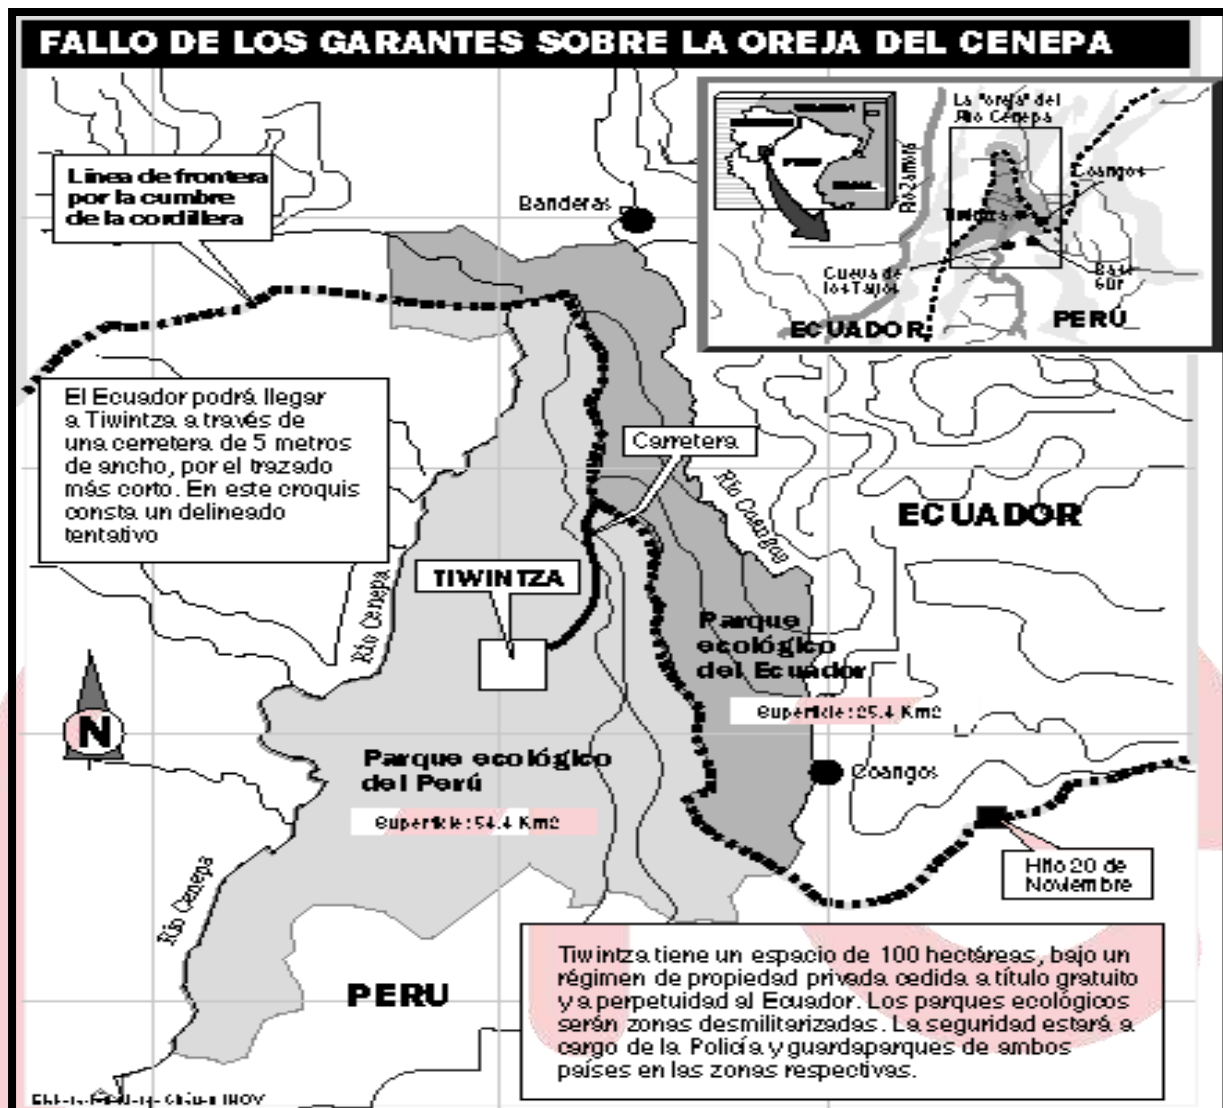 FALLO DE LOS GARANTES SOBRE LA OREJA DEL CENEPA
Línea de frontera
por la cumbre
de la cordillera
Banderas
La "oreja" del
Río Cenepa
Río Zamora
Coangos
Tiwintza
Cueva de
los Tayos
Base
Sur
ECUADOR
PERÚ
PERU
El Ecuador podrá llegar
a Tiwintza a través de
una cerretera de 5 metros
de ancho, por el trazado
más corto. En este croquis
consta un delineado
tentativo
Carretera
Río Coangos
ECUADOR
TIWINTZA
Río Cenepa
Parque
ecológico
del Ecuador
Superficie: 25.4 Km2
N
Parque ecológico
del Perú
Superficie: 54.4 Km2
Coangos
Hito 20 de
Noviembre
Río Cenepa
PERU
Tiwintza tiene un espacio de 100 hectáreas, bajo un
régimen de propiedad privada cedida a título gratuito
y a perpetuidad al Ecuador. Los parques ecológicos
serán zonas desmilitarizadas. La seguridad estará a
cargo de la Policía y guardaparques de ambos
países en las zonas respectivas.